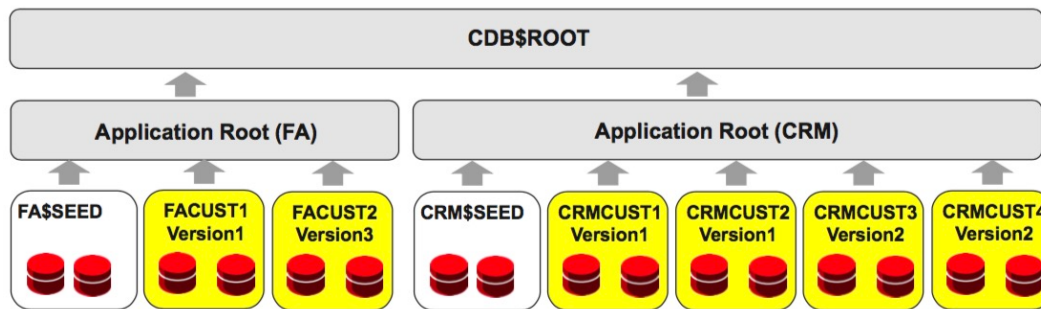 CDB$ROOT
Application Root (FA)
Application Root (CRM)
FA$SEED
FACUST1
Version1
FACUST2
Version3
CRM$SEED
CRMCUST1
Version1
CRMCUST2
Version1
CRMCUST3
Version2
CRMCUST4
Version2